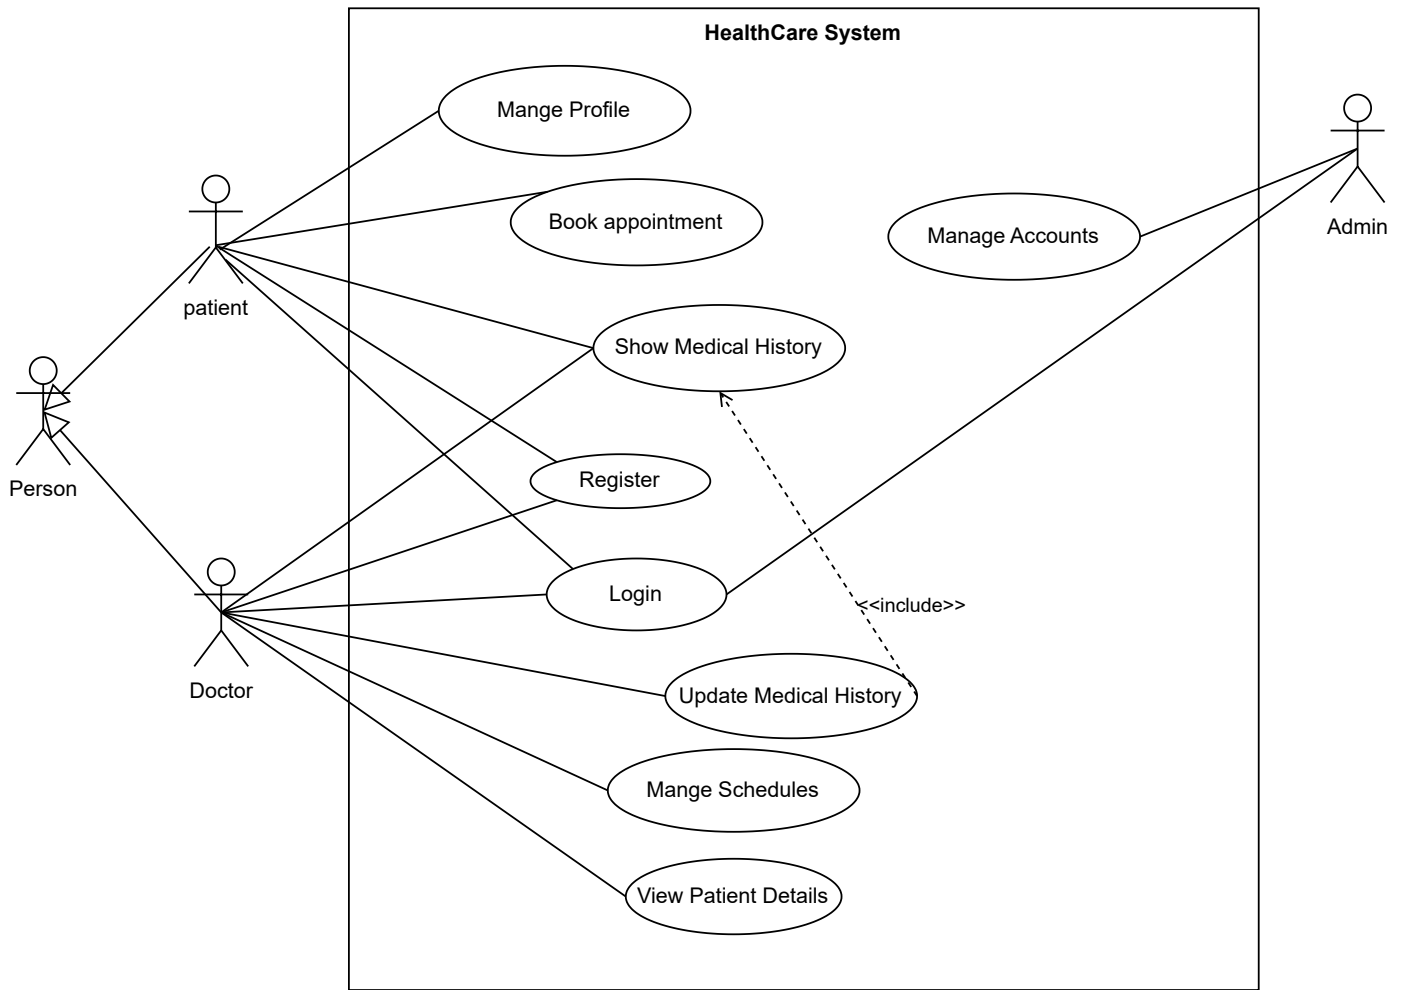 HealthCare System
Mange Profile
Book appointment
Manage Accounts
Admin
patient
Show Medical History
Person
Register
Login
<<include>>
Doctor
Update Medical History
Mange Schedules
View Patient Details